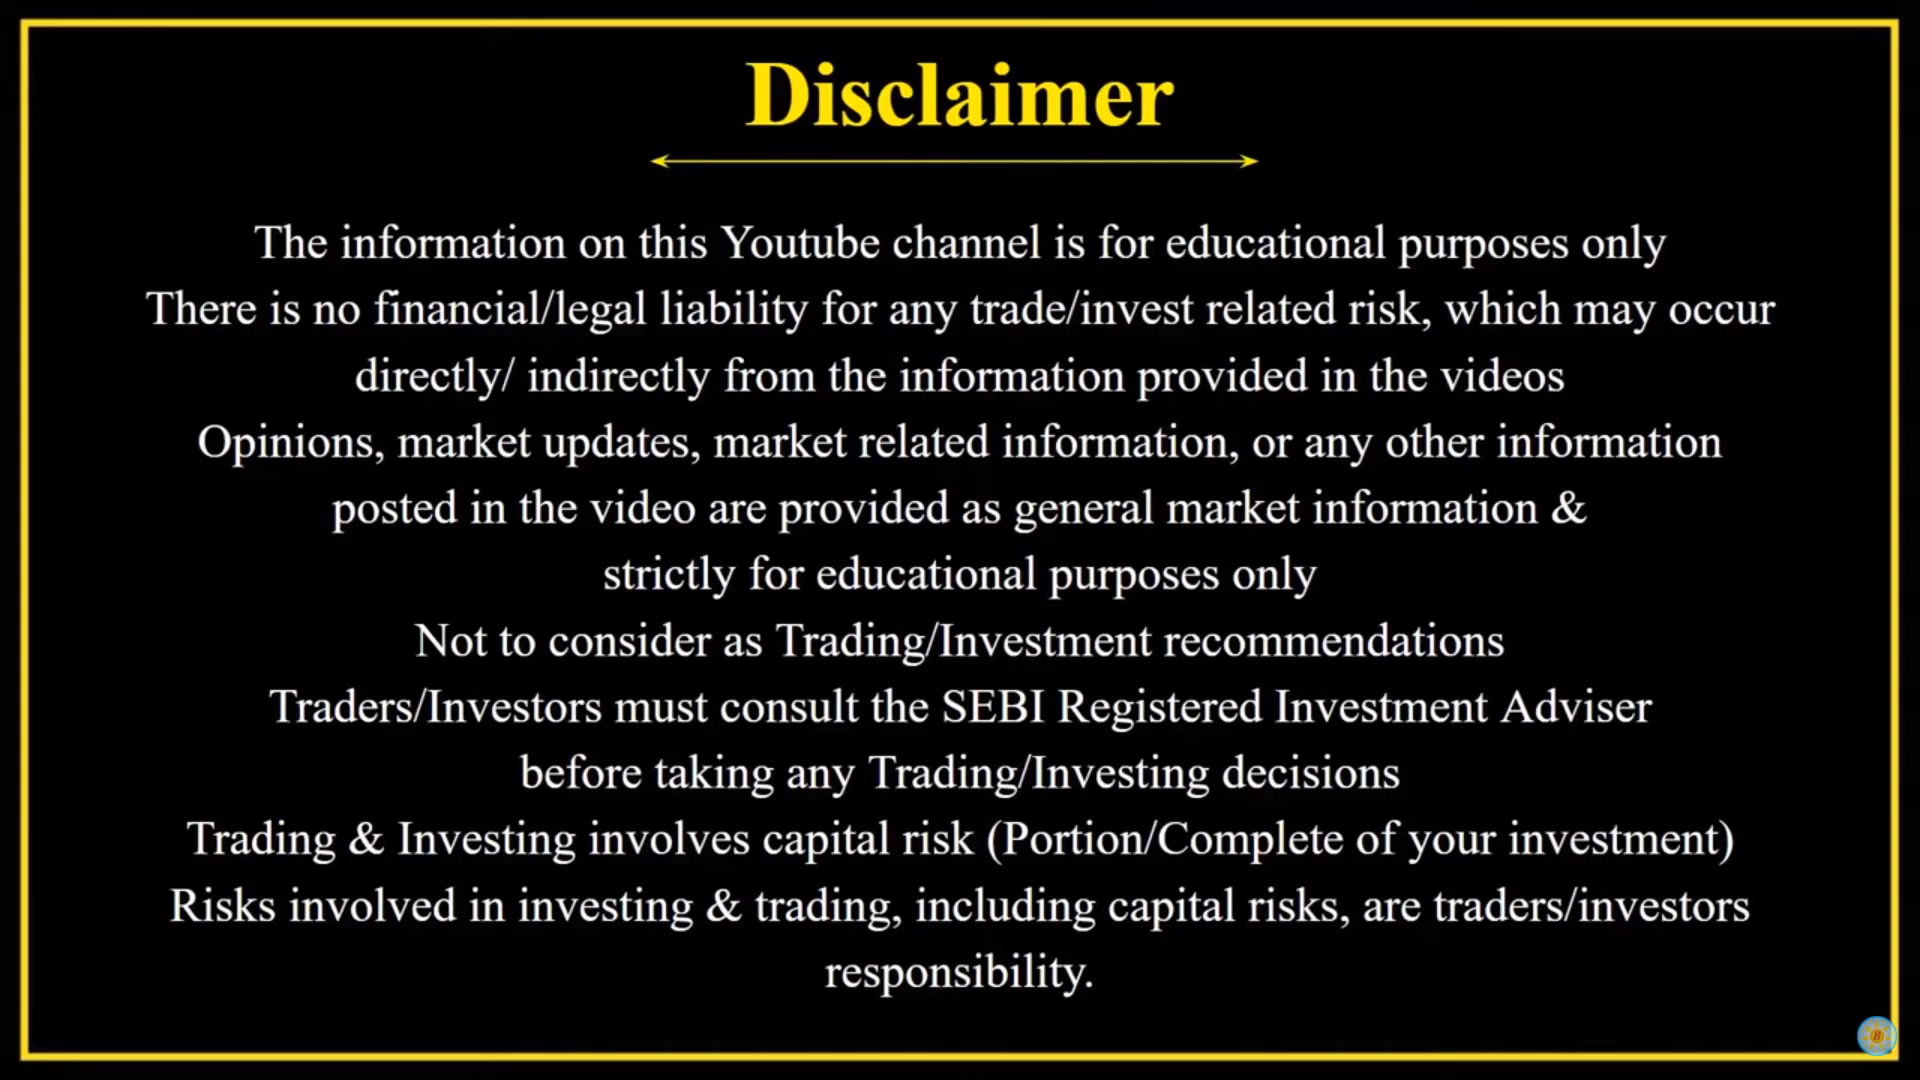 Disclaimer
The information on this Youtube channel is for educational purposes only
There is no financial/legal liability for any trade/invest related risk, which may occur
directly/ indirectly from the information provided in the videos
Opinions, market updates, market related information, or any other information
posted in the video are provided as general market information &
strictly for educational purposes only
Not to consider as Trading/Investment recommendations
Traders/Investors must consult the SEBI Registered Investment Adviser
before taking any Trading/Investing decisions
Trading & Investing involves capital risk (Portion/Complete of your investment)
Risks involved in investing & trading, including capital risks, are traders/investors
responsibility.